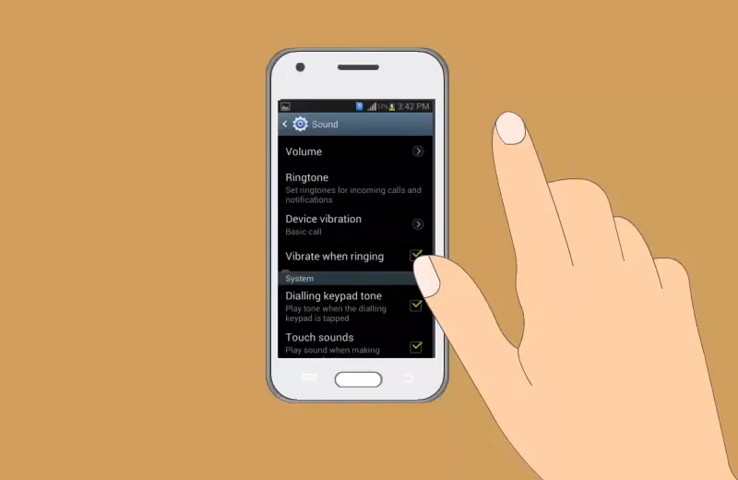 3:42 PM
Sound
Volume
Ringtone
Set ringtones for incoming calls and
notifications
Device vibration
Basic call
Vibrate when ringing
System
Dialling keypad tone
Play tone when the dialling
keypad is tapped
Touch sounds
Play sound when making